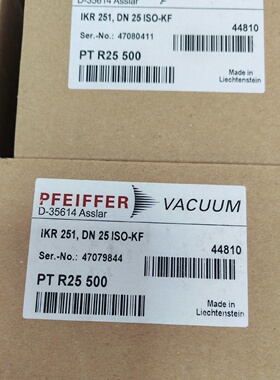 D-35614 Asslar
IKR 251, DN 25 ISO-KF
44810
Ser.-No.: 47080411
PT R25 500
Made in
Liechtenstein
PFEIFFER VACUUM
D-35614 Asslar
IKR 251, DN 25 ISO-KF
44810
Ser.-No.: 47079844
PT R25 500
Made in
Liechtenstein